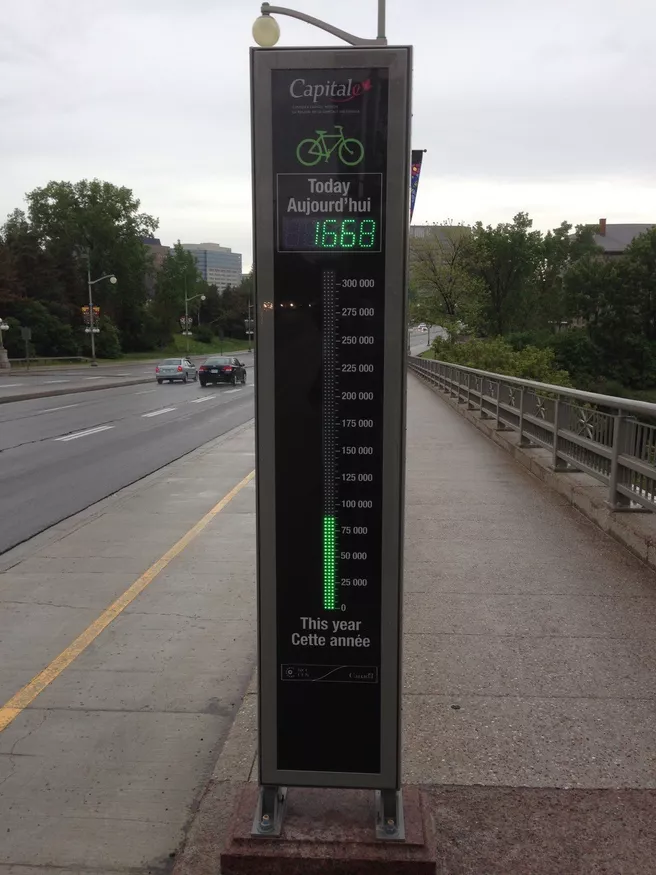 Capitale
Today
Aujourd'hui
1668
300 000
275 000
250 000
225 000
200 000
175 000
150 000
125 000
100 000
75 000
50 000
25 000
0
This year
Cette année
Canada